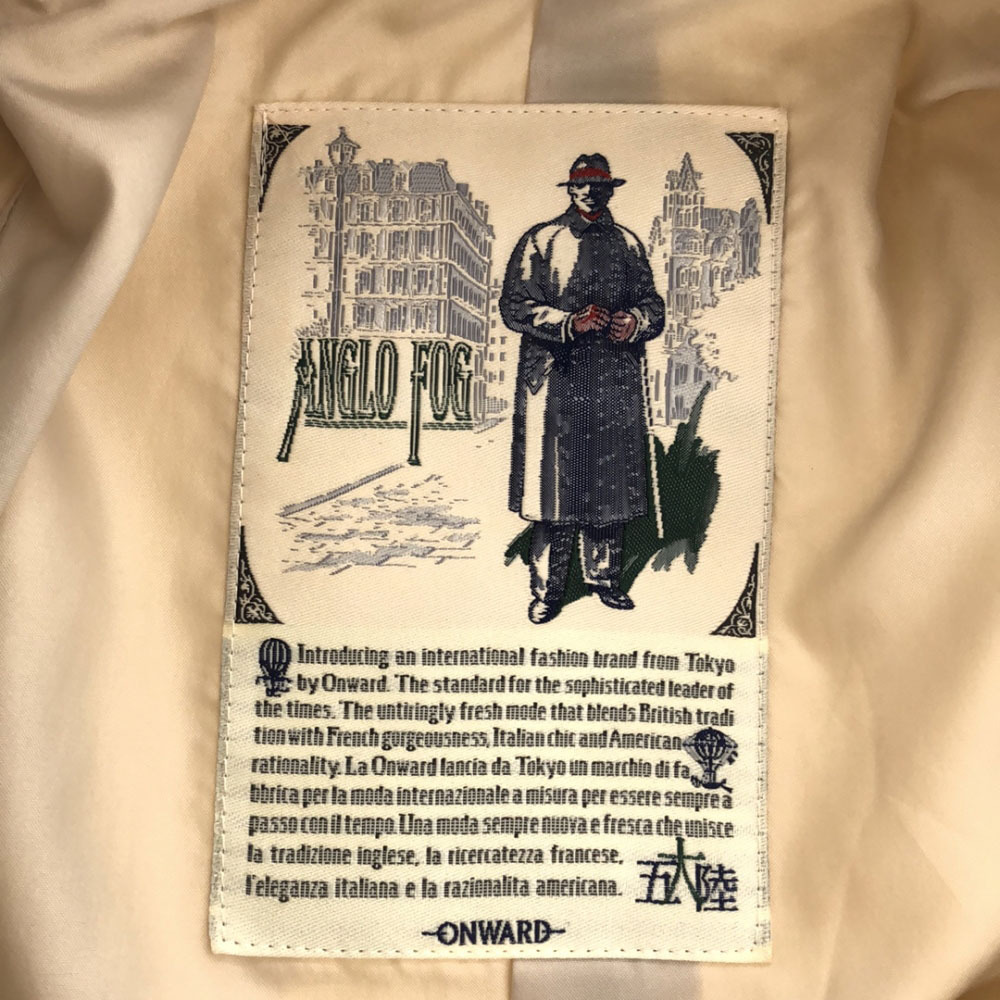 ANGLO FOG
Introducing an international fashion brand from Tokyo
by Onward. The standard for the sophisticated leader of
the times. The untiringly fresh mode that blends British tradi
tion with French gorgeousness, Italian chic and American
rationality. La Onward lancia da Tokyo un marchio di fa
bbrica per la moda internazionale a misura per essere sempre a
passo con il tempo. Una moda sempre nuova e fresca che unisce
la tradizione inglese, la ricercatezza francese,
l'eleganza italiana e la razionalita americana.
五大陸
ONWARD